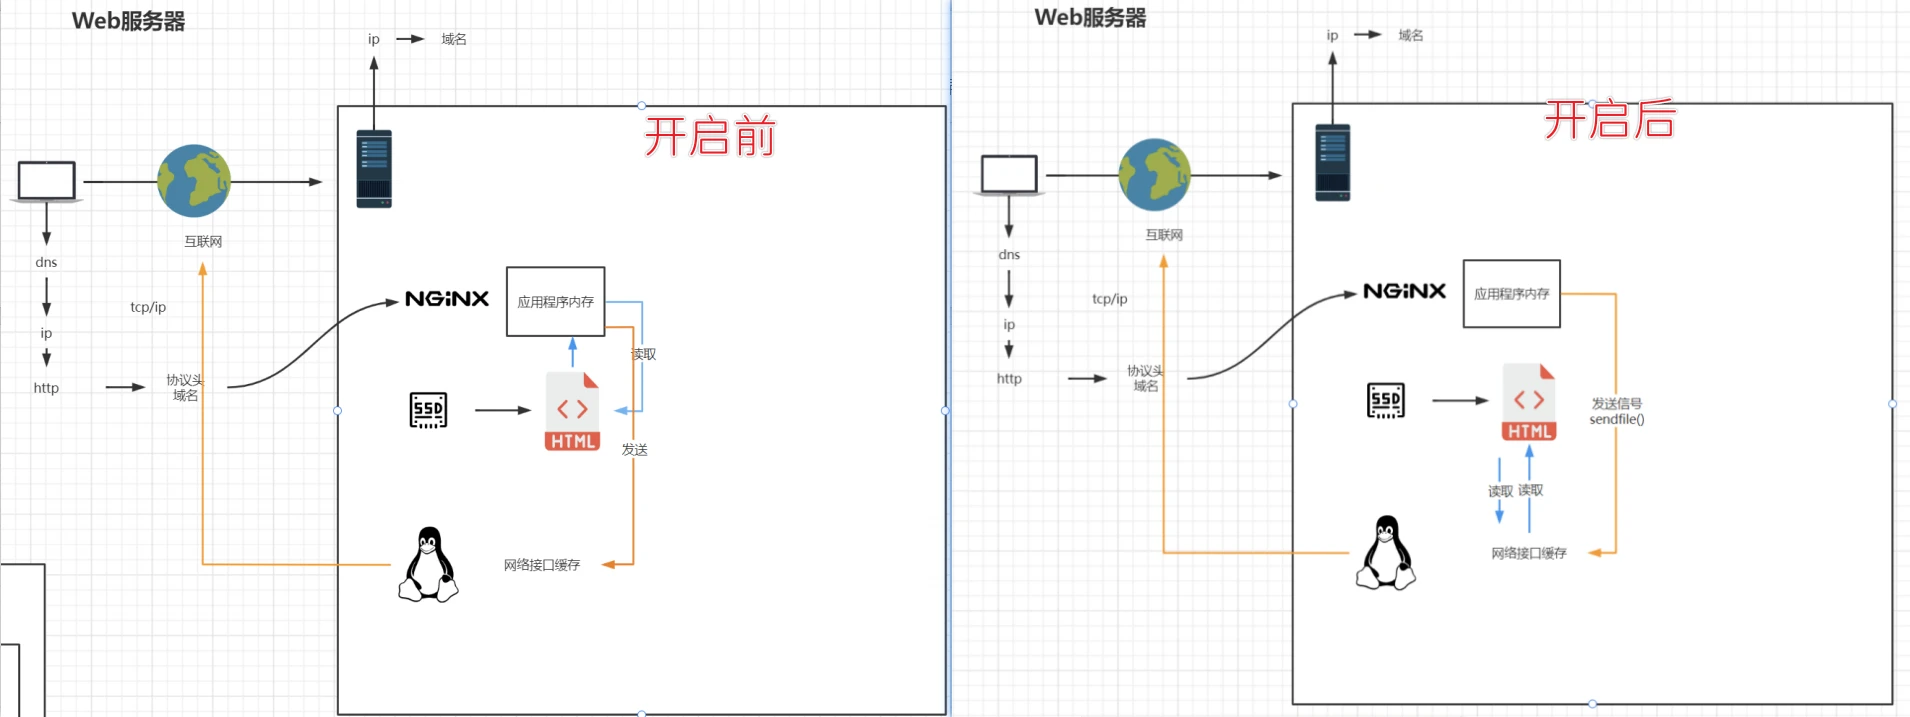 Web服务器
ip
域名
开启前
互联网
dns
tcp/ip
ip
http
协议头
域名
NGiNX
应用程序内存
读取
SSD
HTML
发送
网络接口缓存
Web服务器
ip
域名
开启后
互联网
dns
tcp/ip
ip
http
协议头
域名
NGiNX
应用程序内存
SSD
HTML
发送信号
sendfile()
读取
读取
网络接口缓存